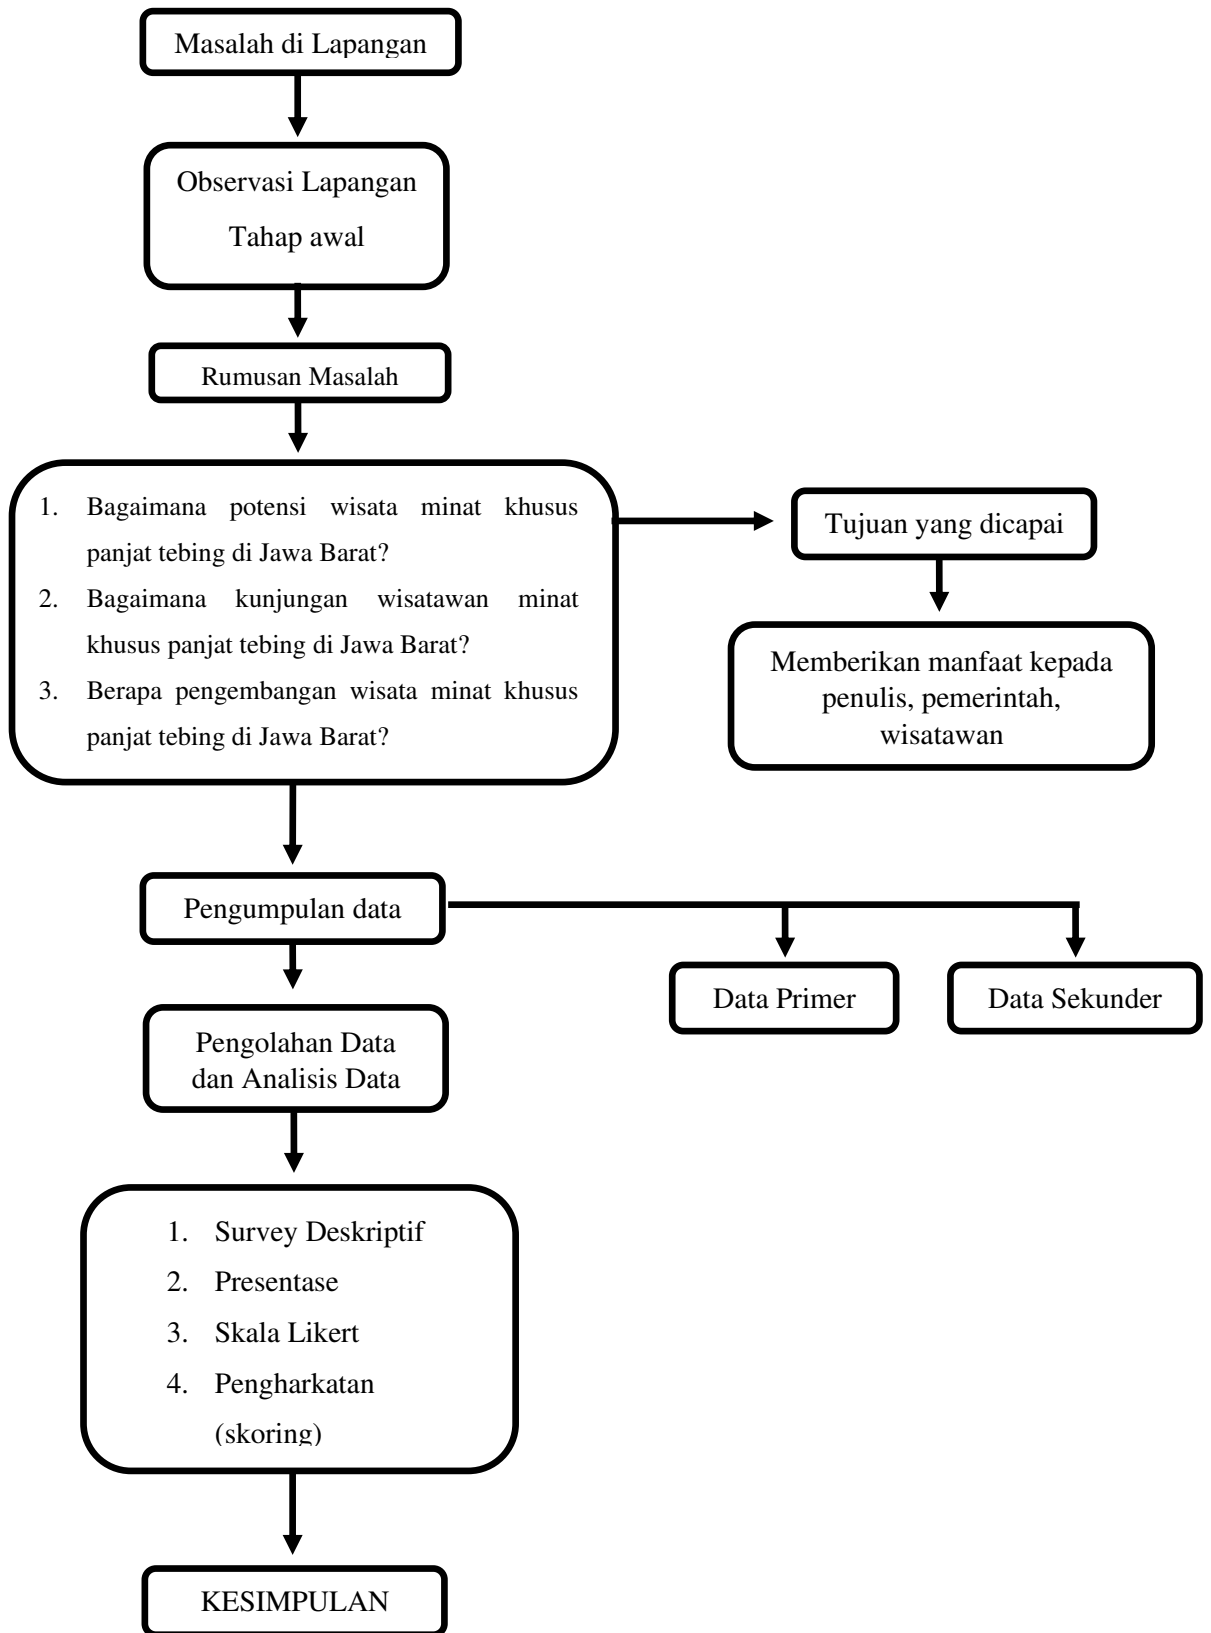 Masalah di Lapangan
Observasi Lapangan
Tahap awal
Rumusan Masalah
1. Bagaimana potensi wisata minat khusus
panjat tebing di Jawa Barat?
2. Bagaimana kunjungan wisatawan minat
khusus panjat tebing di Jawa Barat?
3. Berapa pengembangan wisata minat khusus
panjat tebing di Jawa Barat?
Tujuan yang dicapai
Memberikan manfaat kepada
penulis, pemerintah,
wisatawan
Pengumpulan data
Data Primer
Data Sekunder
Pengolahan Data
dan Analisis Data
1. Survey Deskriptif
2. Presentase
3. Skala Likert
4. Pengharkatan
(skoring)
KESIMPULAN